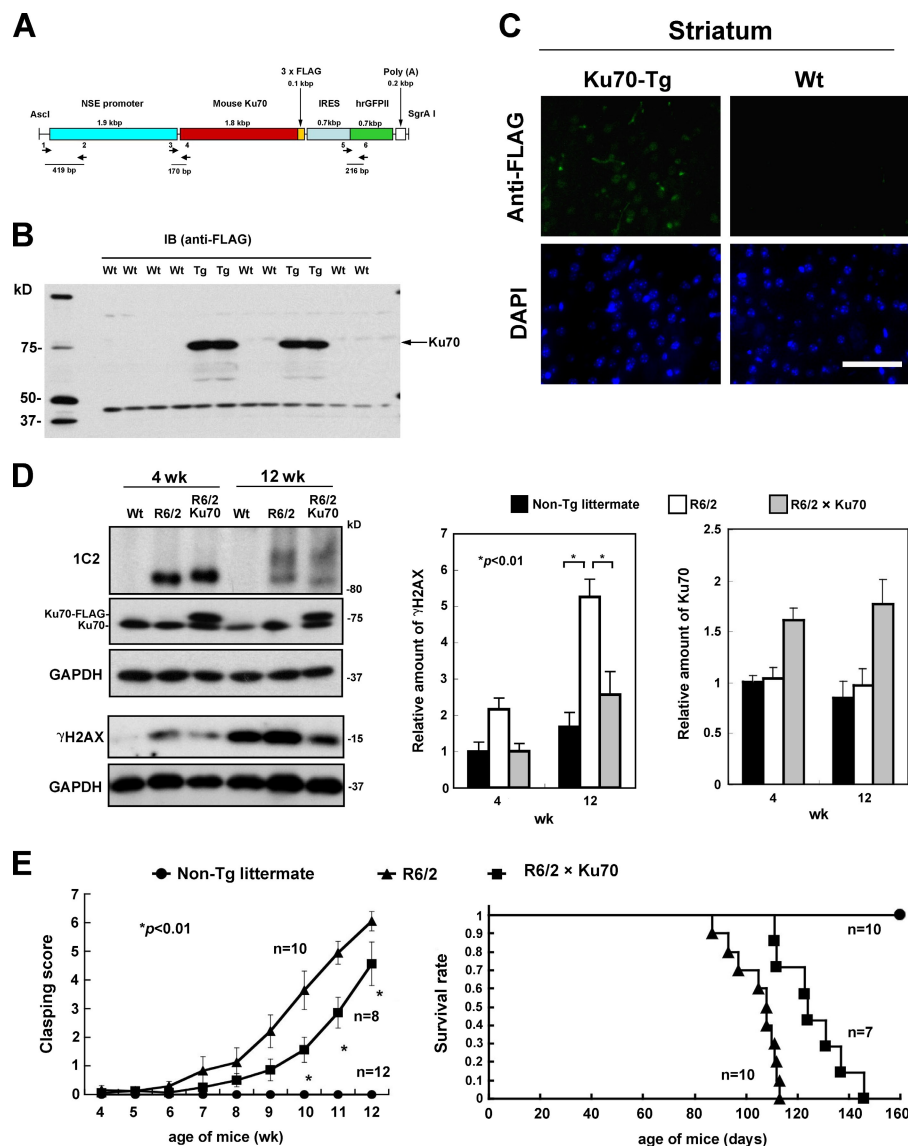 A
3 x FLAG
0.1 kbp
Poly (A)
0.2 kbp
AscI
NSE promoter
1.9 kbp
Mouse Ku70
1.8 kbp
IRES
0.7kbp
hrGFPII
0.7kbp
SgrA I
1 2 3 4 5 6
419 bp
170 bp
216 bp
B
IB (anti-FLAG)
Wt Wt Wt Wt Tg Tg Wt Wt Tg Tg Wt Wt
kD
75-
50-
37-
Ku70
C
Striatum
Ku70-Tg
Wt
Anti-FLAG
DAPI
D
4 wk
12 wk
Wt R6/2 R6/2 Ku70 Wt R6/2 R6/2 Ku70
kD
1C2
-80
Ku70-FLAG-
Ku70-
-75
GAPDH
-37
γH2AX
-15
GAPDH
-37
Non-Tg littermate
R6/2
R6/2 × Ku70
Relative amount of γH2AX
7
6
5
4
3
2
1
0
*p<0.01
* *
4 12
wk
Relative amount of Ku70
2.5
2
1.5
1
0.5
0
4 12
wk
E
Non-Tg littermate
R6/2
R6/2 × Ku70
Clasping score
7
6
5
4
3
2
1
0
*p<0.01
n=10
n=8
n=12
* * *
4 5 6 7 8 9 10 11 12
age of mice (wk)
Survival rate
1
0.9
0.8
0.7
0.6
0.5
0.4
0.3
0.2
0.1
0
n=10
n=7
n=10
0 20 40 60 80 100 120 140 160
age of mice (days)